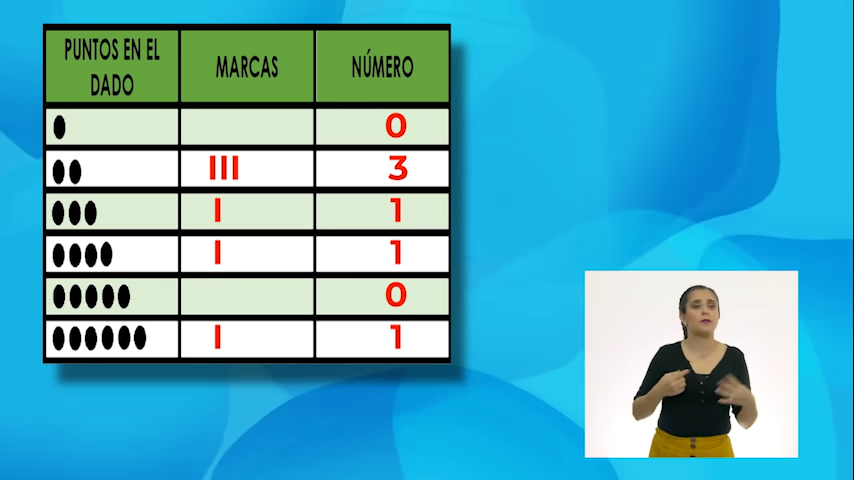 PUNTOS EN EL DADO MARCAS NÚMERO
0
III 3
I 1
I 1
0
I 1